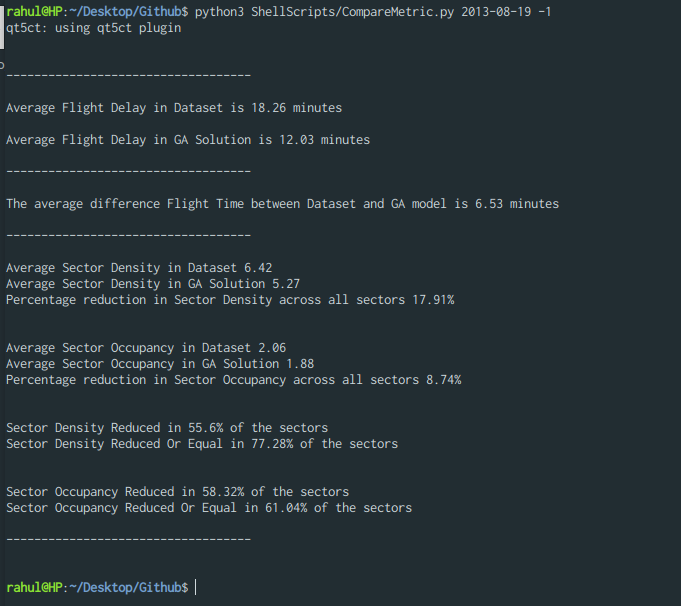 rahul@HP:~/Desktop/Github$ python3 ShellScripts/CompareMetric.py 2013-08-19 -1
qt5ct: using qt5ct plugin
-----------------------------------
Average Flight Delay in Dataset is 18.26 minutes
Average Flight Delay in GA Solution is 12.03 minutes
-----------------------------------
The average difference Flight Time between Dataset and GA model is 6.53 minutes
-----------------------------------
Average Sector Density in Dataset 6.42
Average Sector Density in GA Solution 5.27
Percentage reduction in Sector Density across all sectors 17.91%
Average Sector Occupancy in Dataset 2.06
Average Sector Occupancy in GA Solution 1.88
Percentage reduction in Sector Occupancy across all sectors 8.74%
Sector Density Reduced in 55.6% of the sectors
Sector Density Reduced Or Equal in 77.28% of the sectors
Sector Occupancy Reduced in 58.32% of the sectors
Sector Occupancy Reduced Or Equal in 61.04% of the sectors
-----------------------------------
rahul@HP:~/Desktop/Github$